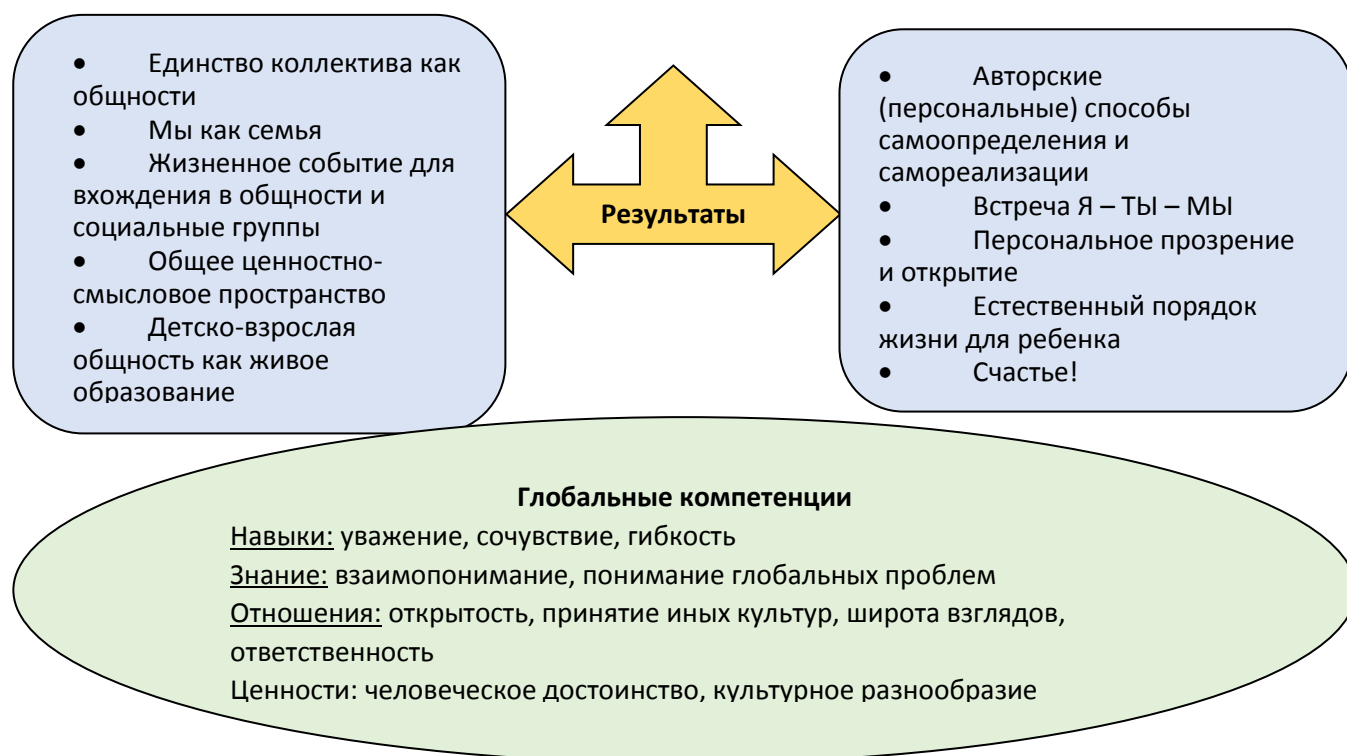 • Единство коллектива как
общности
• Мы как семья
• Жизненное событие для
вхождения в общности и
социальные группы
• Общее ценностно-
смысловое пространство
• Детско-взрослая
общность как живое
образование
Результаты
• Авторские
(персональные) способы
самоопределения и
самореализации
• Встреча Я – ТЫ – МЫ
• Персональное прозрение
и открытие
• Естественный порядок
жизни для ребенка
• Счастье!
Глобальные компетенции
Навыки: уважение, сочувствие, гибкость
Знание: взаимопонимание, понимание глобальных проблем
Отношения: открытость, принятие иных культур, широта взглядов,
ответственность
Ценности: человеческое достоинство, культурное разнообразие